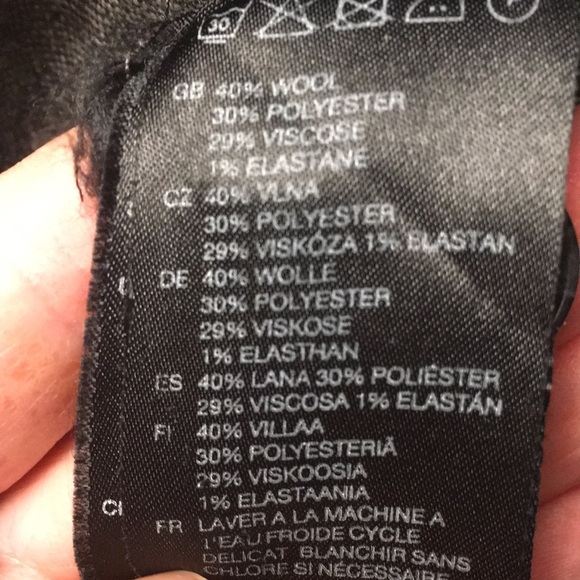 30
GB 40% WOOL
30% POLYESTER
29% VISCOSE
1% ELASTANE
CZ 40% VLNA
30% POLYESTER
29% VISKÓZA 1% ELASTAN
DE 40% WOLLE
30% POLYESTER
29% VISKOSE
1% ELASTHAN
ES 40% LANA 30% POLIÉSTER
29% VISCOSA 1% ELASTÁN
FI 40% VILLAA
30% POLYESTERIÄ
29% VISKOOSIA
1% ELASTAANIA
CI
FR LAVER A LA MACHINE A
L'EAU FROIDE CYCLE
DELICAT BLANCHIR SANS
CHLORE SI NECESSAIRE